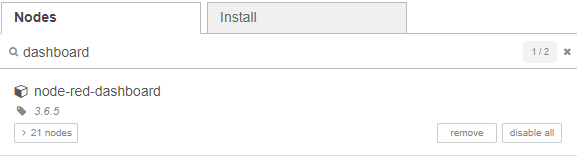 Nodes
Install
dashboard
1 / 2
node-red-dashboard
3.6.5
21 nodes
remove
disable all